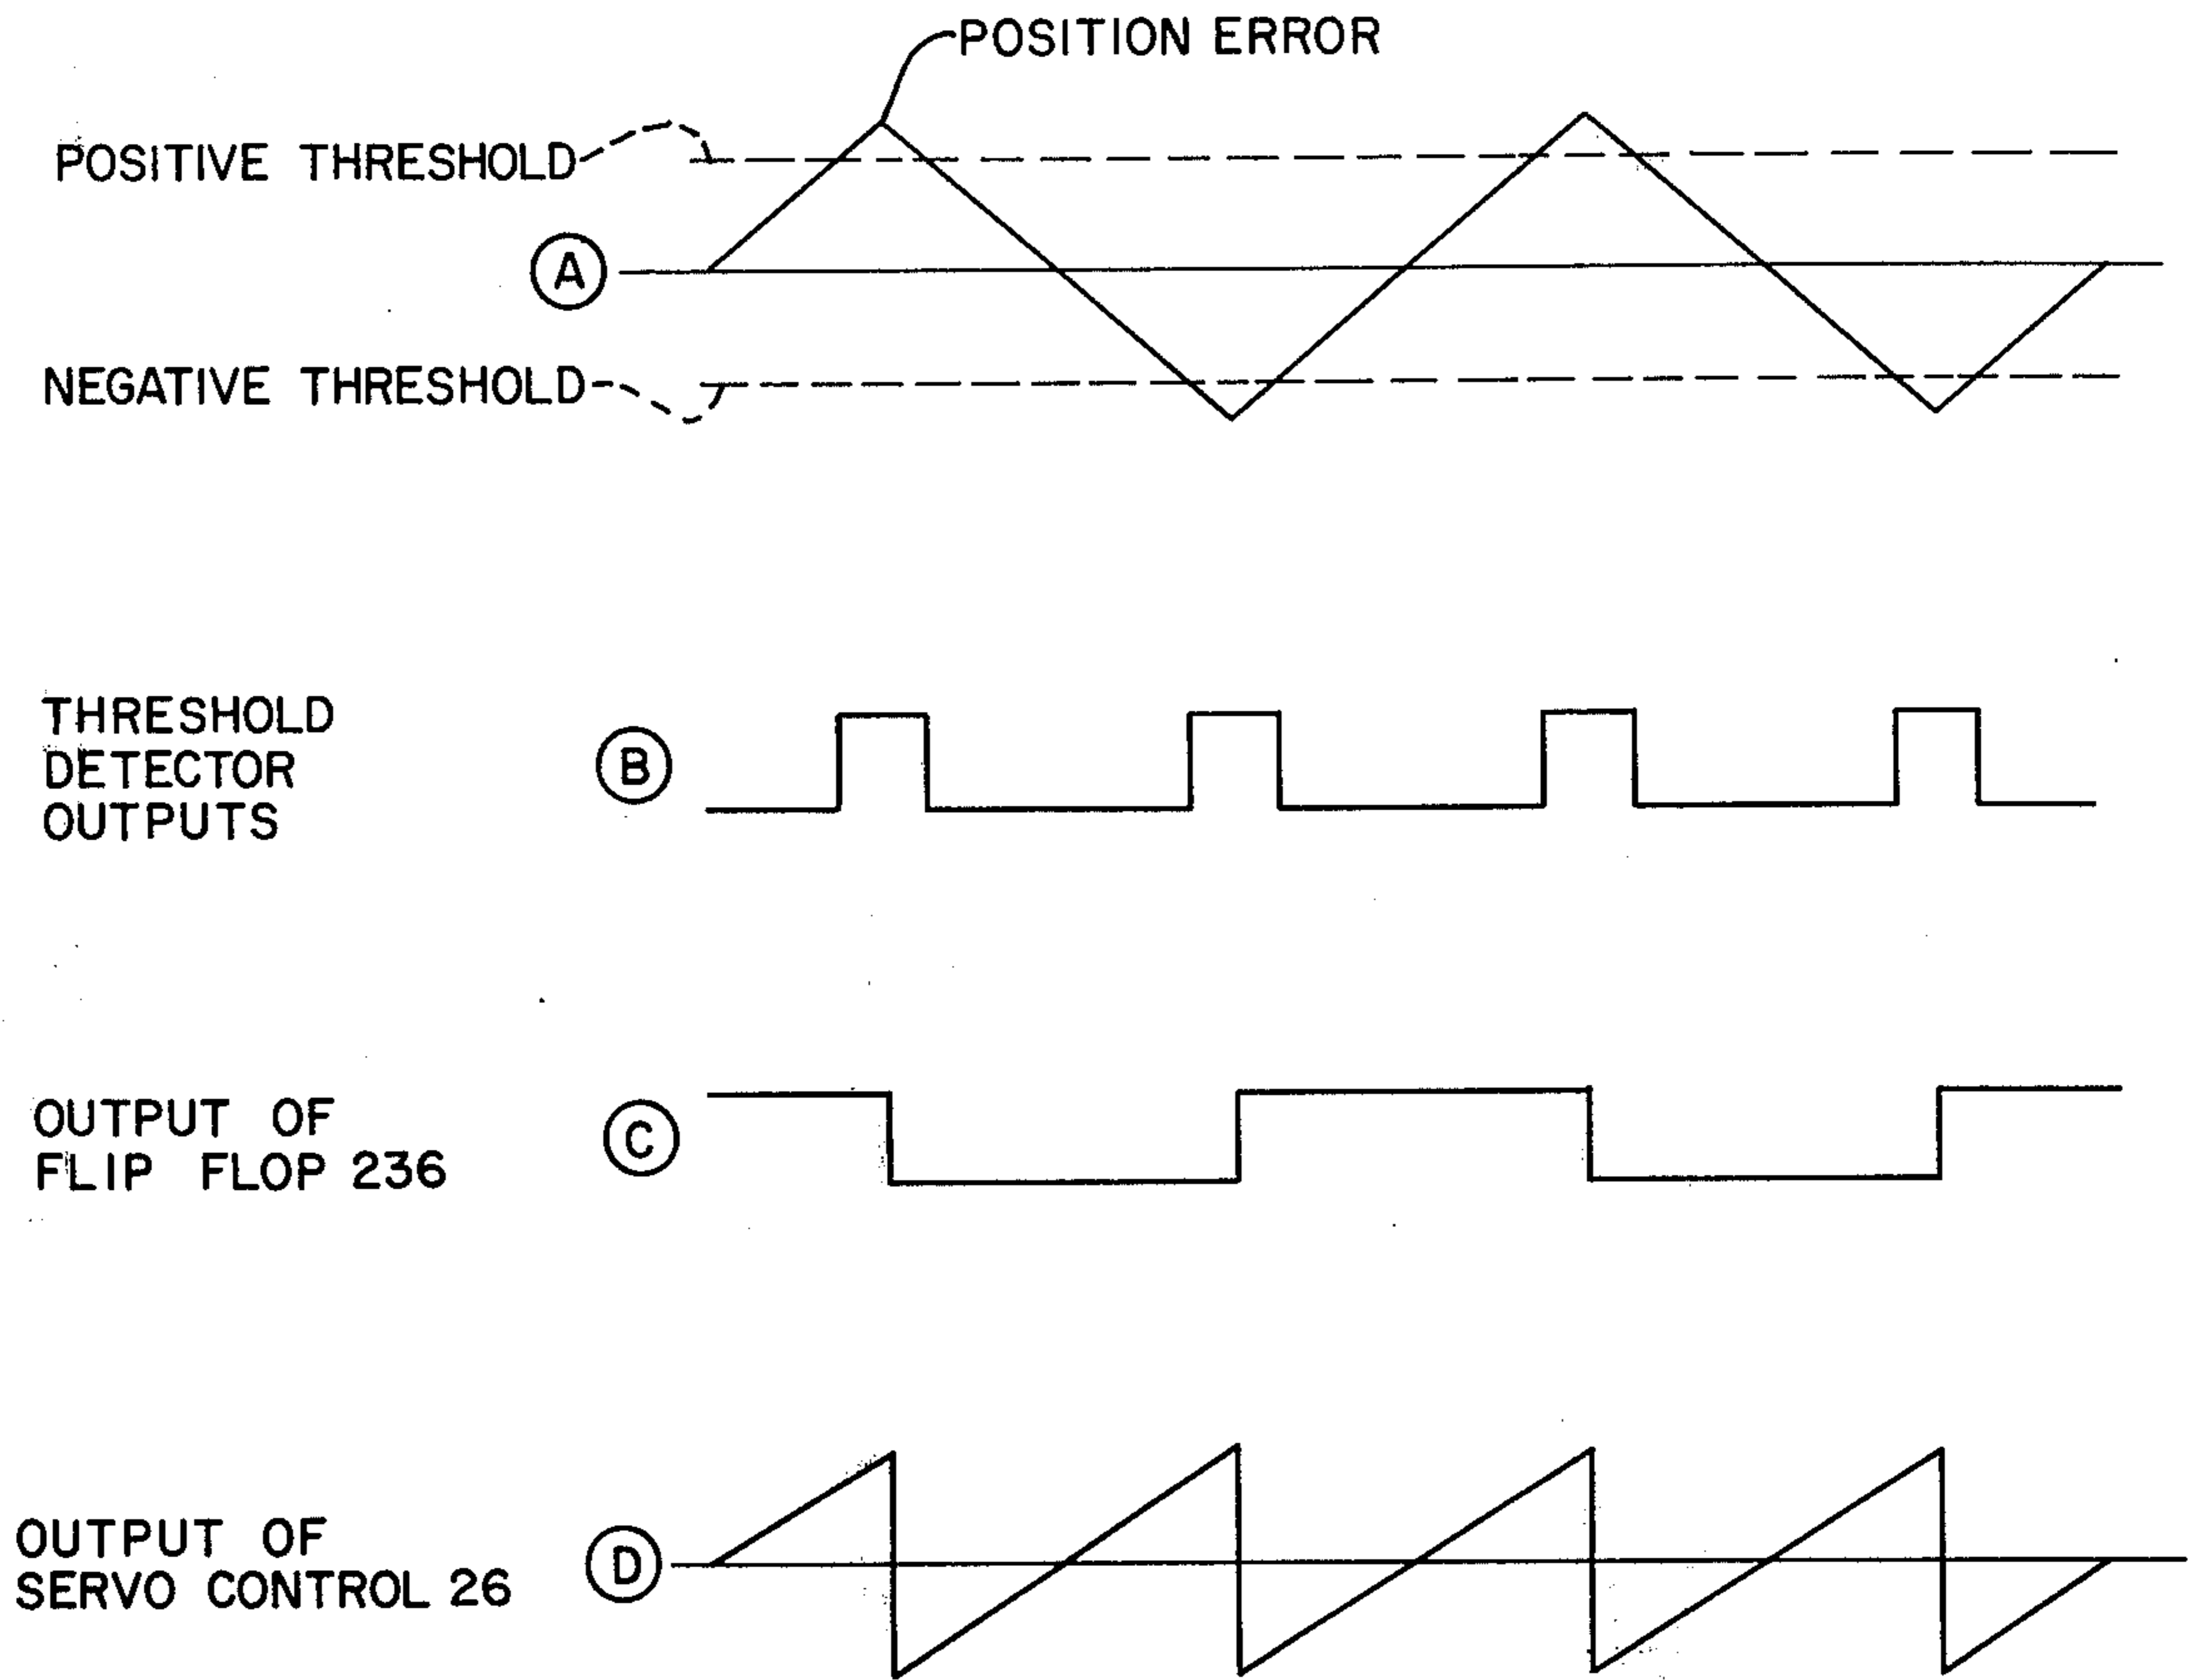 POSITION ERROR
POSITIVE THRESHOLD
A
NEGATIVE THRESHOLD
THRESHOLD
DETECTOR
OUTPUTS
B
OUTPUT OF
FLIP FLOP 236
C
OUTPUT OF
SERVO CONTROL 26
D